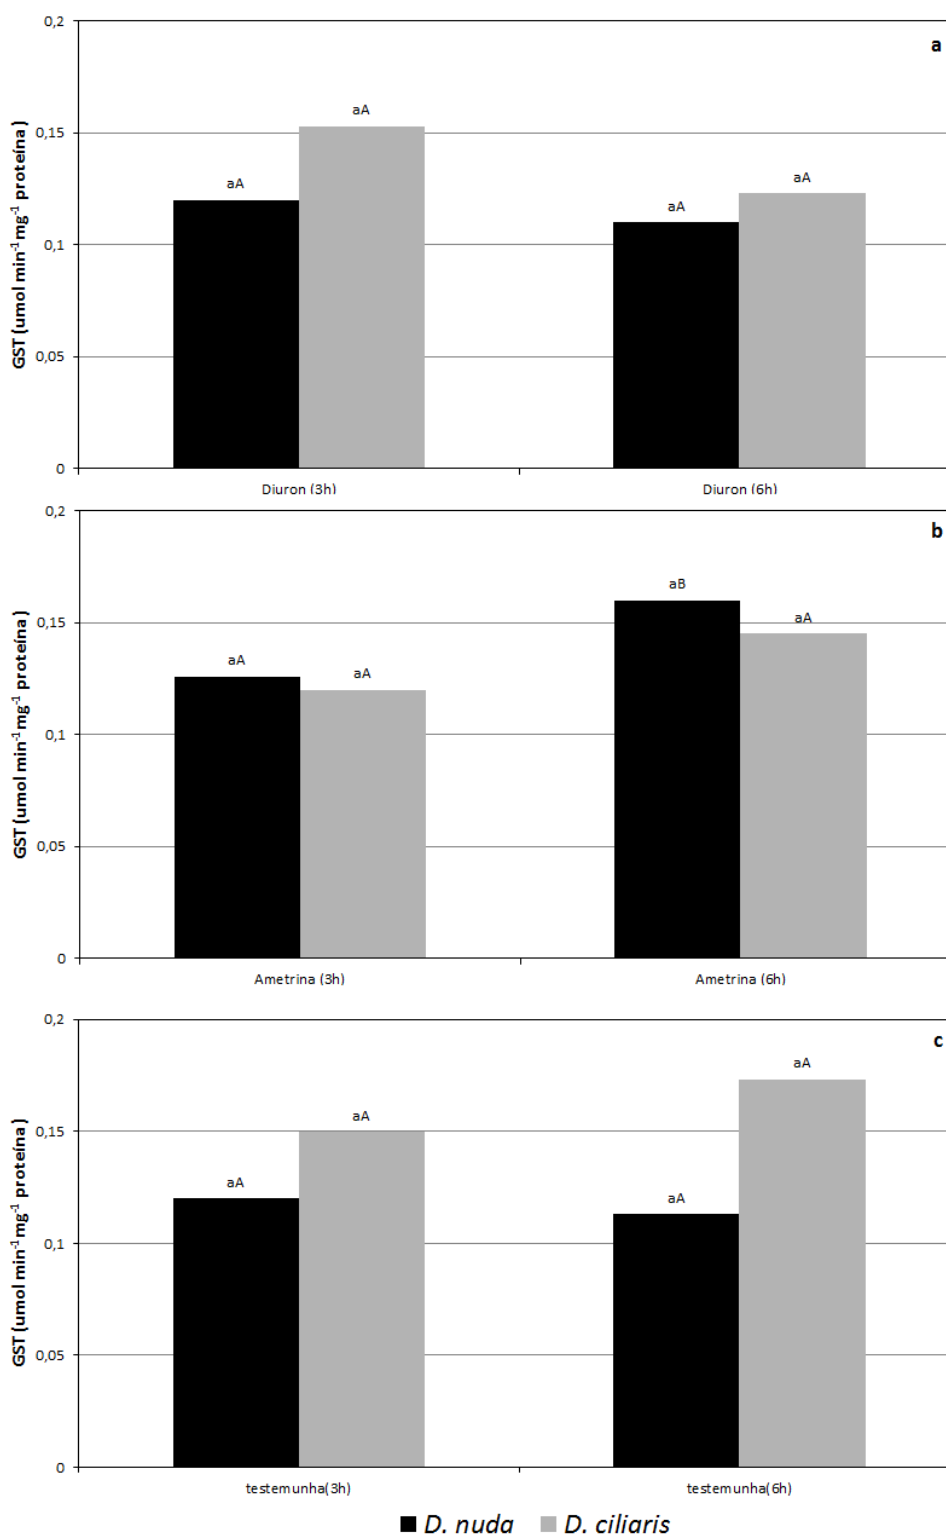 0,2
a
aA
0,15
aA
aA
aA
0,1
0,05
0
GST (umol min⁻¹ mg⁻¹ proteína)
Diuron (3h)
Diuron (6h)
0,2
b
aB
0,15
aA
aA
aA
0,1
0,05
0
GST (umol min⁻¹ mg⁻¹ proteína)
Ametrina (3h)
Ametrina (6h)
0,2
c
aA
0,15
aA
aA
aA
0,1
0,05
0
GST (umol min⁻¹ mg⁻¹ proteína)
testemunha(3h)
testemunha(6h)
D. nuda
D. ciliaris